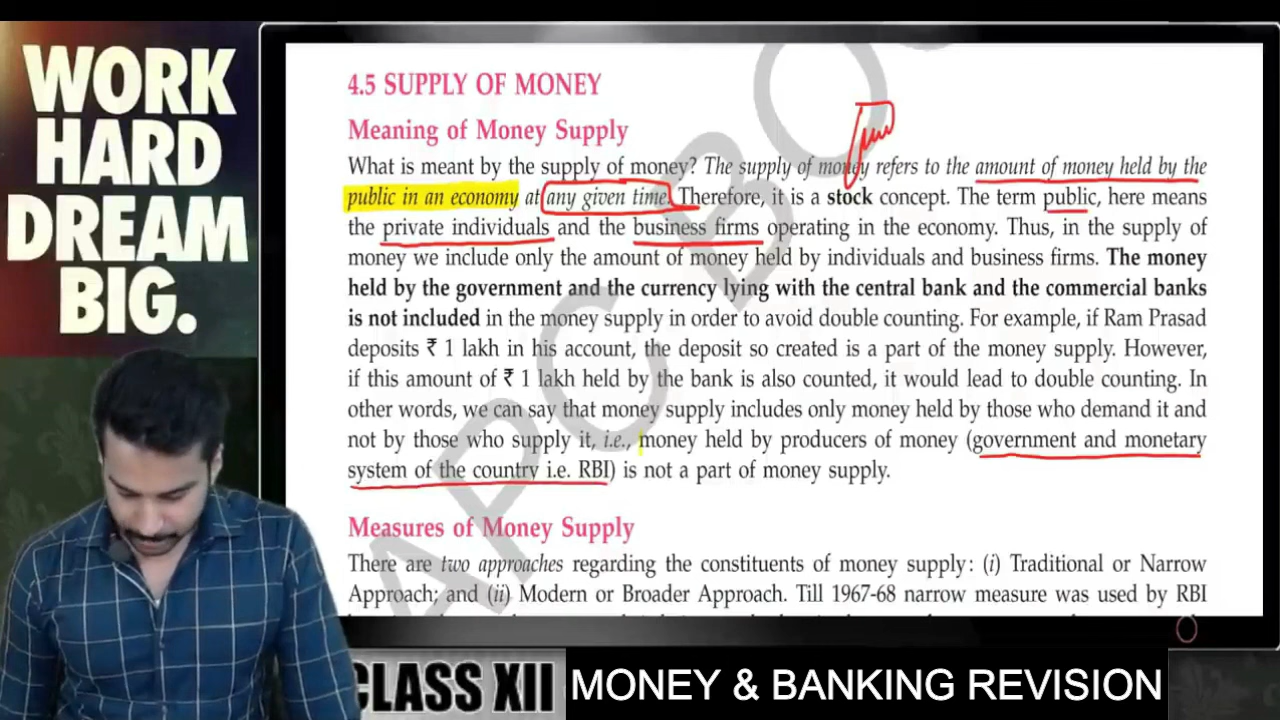 WORK
HARD
DREAM
BIG.
4.5 SUPPLY OF MONEY
Meaning of Money Supply
What is meant by the supply of money? The supply of money refers to the amount of money held by the
public in an economy at any given time. Therefore, it is a stock concept. The term public, here means
the private individuals and the business firms operating in the economy. Thus, in the supply of
money we include only the amount of money held by individuals and business firms. The money
held by the government and the currency lying with the central bank and the commercial banks
is not included in the money supply in order to avoid double counting. For example, if Ram Prasad
deposits ₹ 1 lakh in his account, the deposit so created is a part of the money supply. However,
if this amount of ₹ 1 lakh held by the bank is also counted, it would lead to double counting. In
other words, we can say that money supply includes only money held by those who demand it and
not by those who supply it, i.e., money held by producers of money (government and monetary
system of the country i.e. RBI) is not a part of money supply.
Measures of Money Supply
There are two approaches regarding the constituents of money supply: (i) Traditional or Narrow
Approach; and (ii) Modern or Broader Approach. Till 1967-68 narrow measure was used by RBI
CLASS XII
MONEY & BANKING REVISION